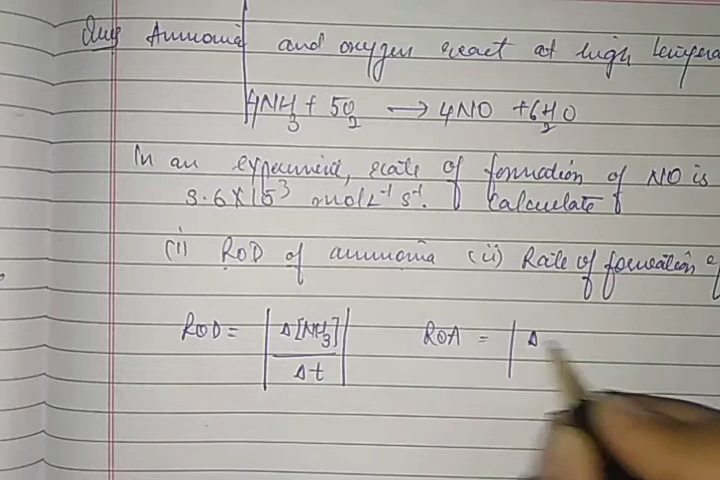 Ques Ammonia and oxygen react at high tempera
4NH3 + 5O2 → 4NO + 6H2O
In an experiment, rate of formation of NO is
3.6×10^-3 mol L^-1 s^-1. Calculate
(i) ROD of ammonia (ii) Rate of formation of
ROD = | Δ[NH3] / Δt | ROA = | Δ